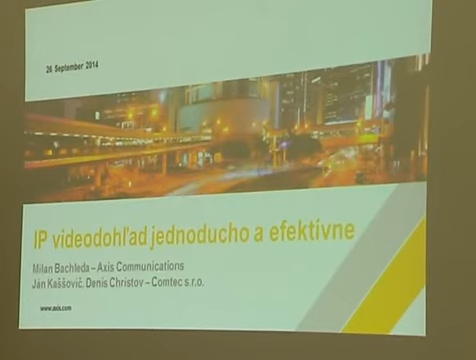 26 September 2014
IP videodohľad jednoducho a efektívne
Milan Bachleda – Axis Communications
Ján Kaššovič, Denis Christov – Comtec s.r.o.
www.axis.com